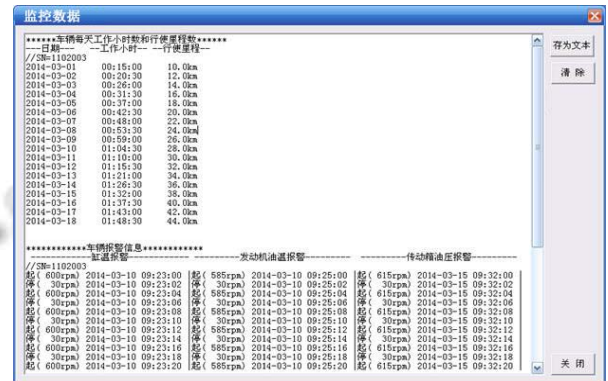 监控数据
******车辆每天工作小时数和行使里程数******
---日期--- --工作小时-- --行使里程--
//SN=1102003
2014-03-01 00:15:00 10.0km
2014-03-02 00:20:30 12.0km
2014-03-03 00:26:00 14.0km
2014-03-04 00:31:30 16.0km
2014-03-05 00:37:00 18.0km
2014-03-06 00:42:30 20.0km
2014-03-07 00:48:00 22.0km
2014-03-08 00:53:30 24.0km
2014-03-09 00:59:00 26.0km
2014-03-10 01:04:30 28.0km
2014-03-11 01:10:00 30.0km
2014-03-12 01:15:30 32.0km
2014-03-13 01:21:00 34.0km
2014-03-14 01:26:30 36.0km
2014-03-15 01:32:00 38.0km
2014-03-16 01:37:30 40.0km
2014-03-17 01:43:00 42.0km
2014-03-18 01:48:30 44.0km
************车辆报警信息************
----------缸温报警---------- ---------发动机油温报警--------- ---------传动箱油压报警---------
//SN=1102003
起( 600rpm) 2014-03-10 09:23:00 |起( 585rpm) 2014-03-10 09:25:00 |起( 615rpm) 2014-03-15 09:32:00 |
停( 30rpm) 2014-03-10 09:23:02 |停( 30rpm) 2014-03-10 09:25:02 |停( 30rpm) 2014-03-15 09:32:02 |
起( 600rpm) 2014-03-10 09:23:04 |起( 585rpm) 2014-03-10 09:25:04 |起( 615rpm) 2014-03-15 09:32:04 |
停( 30rpm) 2014-03-10 09:23:06 |停( 30rpm) 2014-03-10 09:25:06 |停( 30rpm) 2014-03-15 09:32:06 |
起( 600rpm) 2014-03-10 09:23:08 |起( 585rpm) 2014-03-10 09:25:08 |起( 615rpm) 2014-03-15 09:32:08 |
停( 30rpm) 2014-03-10 09:23:10 |停( 30rpm) 2014-03-10 09:25:10 |停( 30rpm) 2014-03-15 09:32:10 |
起( 600rpm) 2014-03-10 09:23:12 |起( 585rpm) 2014-03-10 09:25:12 |起( 615rpm) 2014-03-15 09:32:12 |
停( 30rpm) 2014-03-10 09:23:14 |停( 30rpm) 2014-03-10 09:25:14 |停( 30rpm) 2014-03-15 09:32:14 |
起( 600rpm) 2014-03-10 09:23:16 |起( 585rpm) 2014-03-10 09:25:16 |起( 615rpm) 2014-03-15 09:32:16 |
停( 30rpm) 2014-03-10 09:23:18 |停( 30rpm) 2014-03-10 09:25:18 |停( 30rpm) 2014-03-15 09:32:18 |
起( 600rpm) 2014-03-10 09:23:20 |起( 585rpm) 2014-03-10 09:25:20 |起( 615rpm) 2014-03-15 09:32:20 |
存为文本
清 除
关 闭